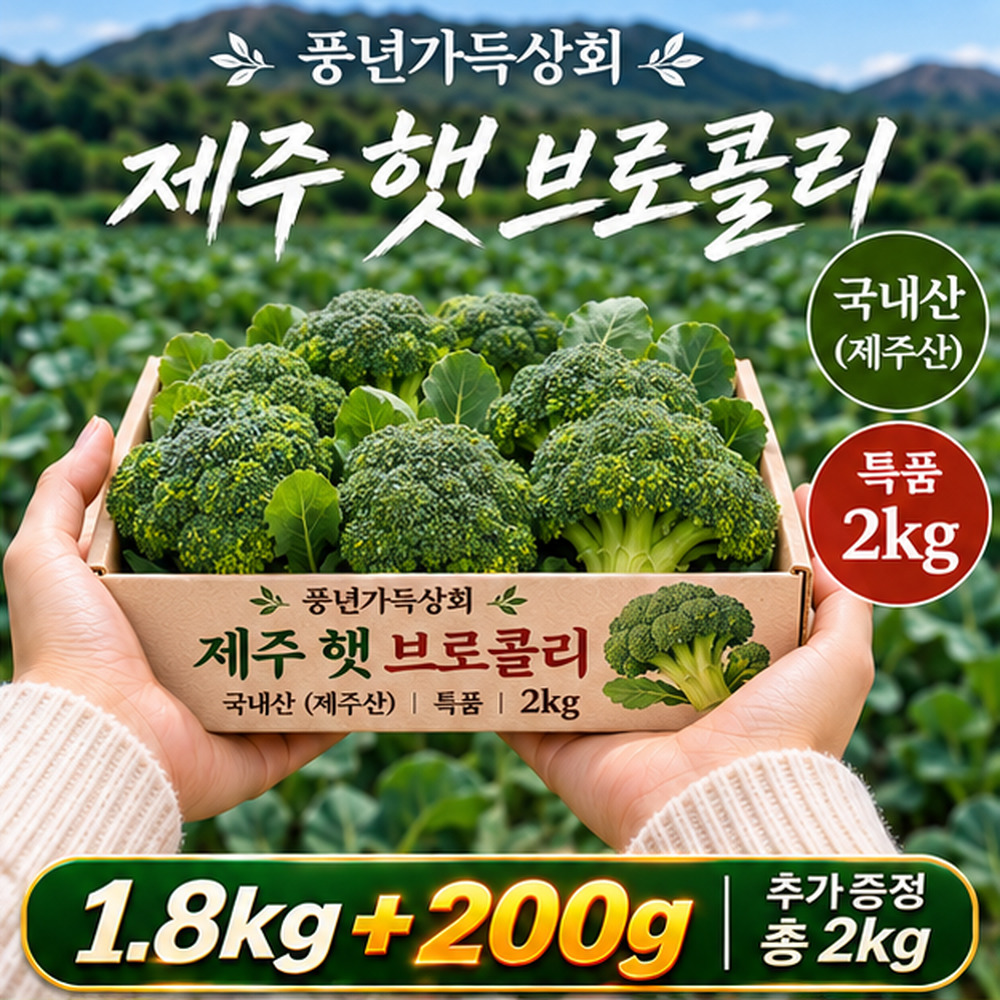 풍년가득상회
제주 햇 브로콜리
국내산
(제주산)
특품
2kg
풍년가득상회
제주 햇 브로콜리
국내산 (제주산) | 특품 | 2kg
1.8kg+200g
추가 증정
총 2kg